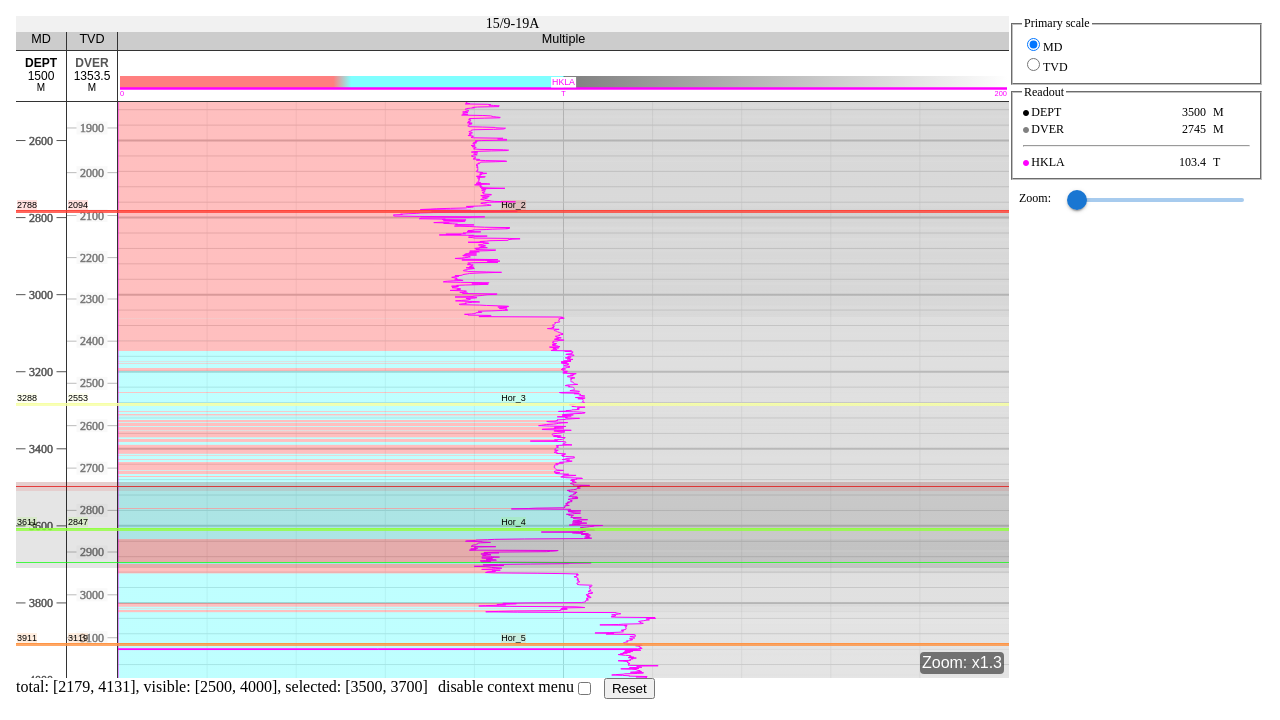 15/9-19A
MD TVD Multiple
DEPT DVER
1500 1353.5
M M
HKLA
0 T 200
1900
2600
2000
2788 2094 Hor_2
2800 2100
2200
3000 2300
2400
3200 2500
3288 2553 Hor_3
2600
3400
2700
2800
3611 2847 Hor_4
3600
2900
3000
3800
3911 Hor_5
3100
Zoom: x1.3
total: [2179, 4131], visible: [2500, 4000], selected: [3500, 3700] disable context menu Reset
Primary scale
MD
TVD
Readout
DEPT 3500 M
DVER 2745 M
HKLA 103.4 T
Zoom: